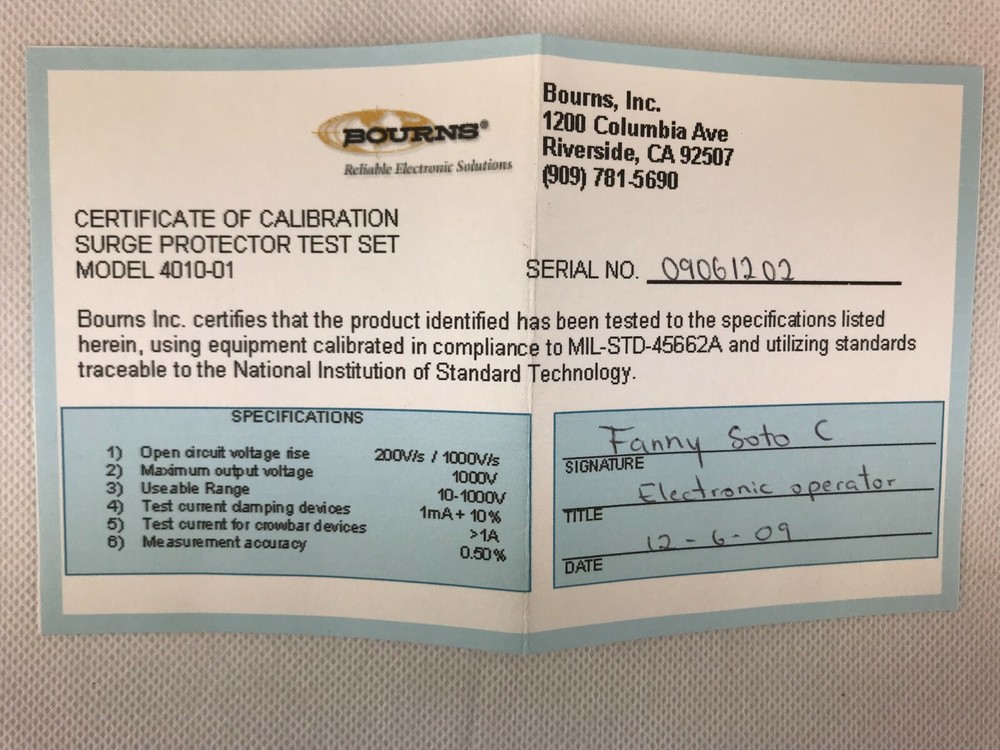 BOURNS®
Reliable Electronic Solutions
Bourns, Inc.
1200 Columbia Ave
Riverside, CA 92507
(909) 781-5690
CERTIFICATE OF CALIBRATION
SURGE PROTECTOR TEST SET
MODEL 4010-01
SERIAL NO. 09061202
Bourns Inc. certifies that the product identified has been tested to the specifications listed
herein, using equipment calibrated in compliance to MIL-STD-45662A and utilizing standards
traceable to the National Institution of Standard Technology.
SPECIFICATIONS
1) Open circuit voltage rise 200V/s / 1000V/s
2) Maximum output voltage 1000V
3) Useable Range 10-1000V
4) Test current clamping devices 1mA + 10%
5) Test current for crowbar devices >1A
6) Measurement accuracy 0.50%
Fanny Soto C
SIGNATURE
Electronic operator
TITLE
12-6-09
DATE